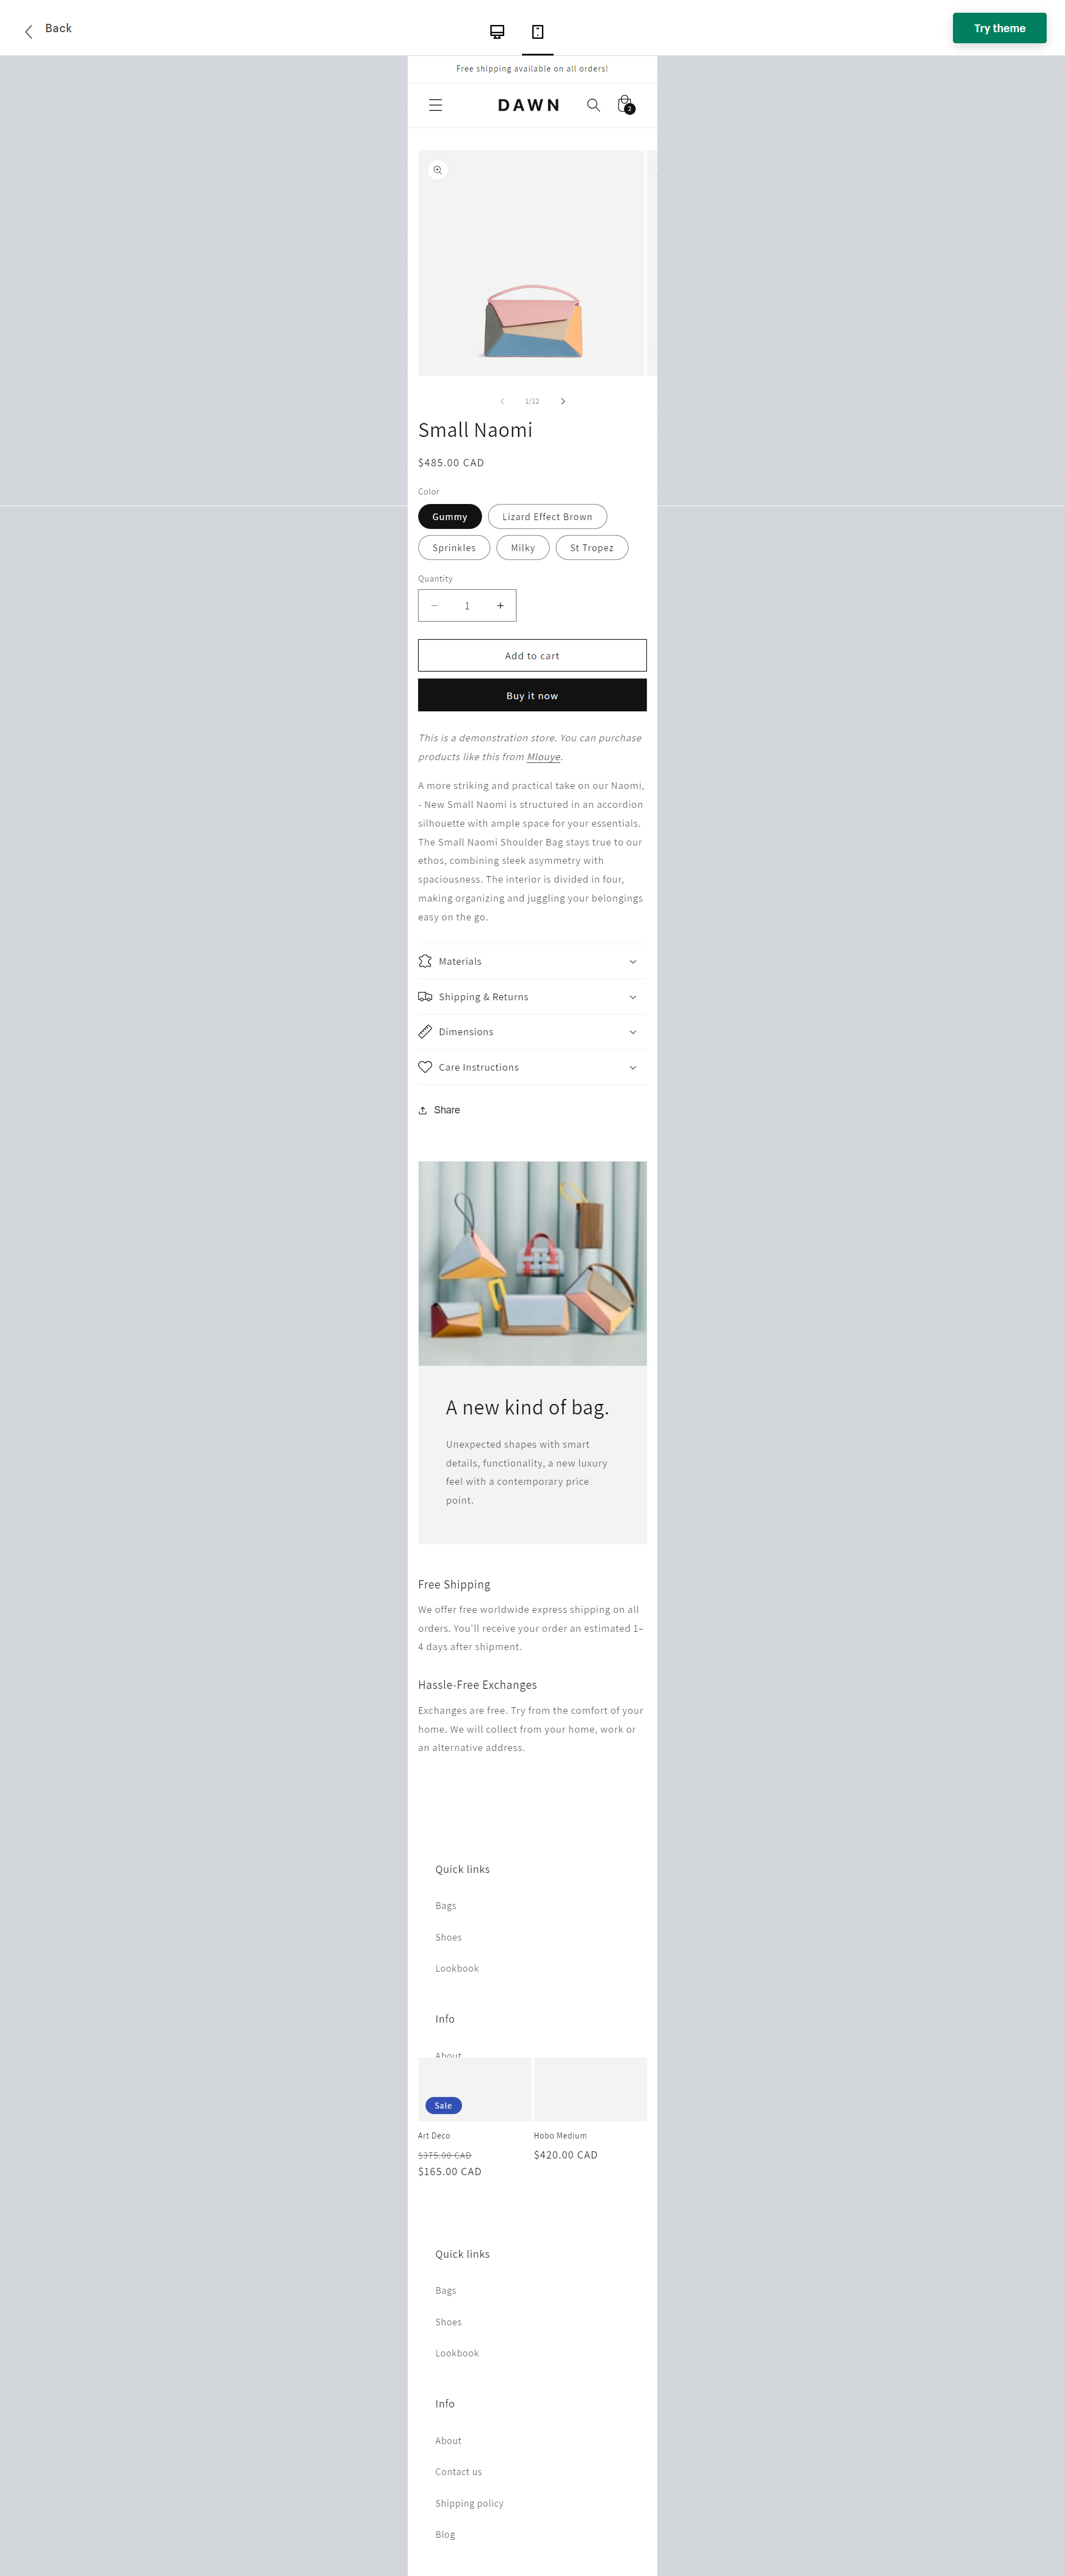 Back
Try theme
Free shipping available on all orders!
DAWN
2
1/12
Small Naomi
$485.00 CAD
Color
Gummy
Lizard Effect Brown
Sprinkles
Milky
St Tropez
Quantity
− 1 +
Add to cart
Buy it now
This is a demonstration store. You can purchase
products like this from Mlouye.
A more striking and practical take on our Naomi,
- New Small Naomi is structured in an accordion
silhouette with ample space for your essentials.
The Small Naomi Shoulder Bag stays true to our
ethos, combining sleek asymmetry with
spaciousness. The interior is divided in four,
making organizing and juggling your belongings
easy on the go.
Materials
Shipping & Returns
Dimensions
Care Instructions
Share
A new kind of bag.
Unexpected shapes with smart
details, functionality, a new luxury
feel with a contemporary price
point.
Free Shipping
We offer free worldwide express shipping on all
orders. You'll receive your order an estimated 1–
4 days after shipment.
Hassle-Free Exchanges
Exchanges are free. Try from the comfort of your
home. We will collect from your home, work or
an alternative address.
Quick links
Bags
Shoes
Lookbook
Info
About
Sale
Art Deco
$375.00 CAD
$165.00 CAD
Hobo Medium
$420.00 CAD
Quick links
Bags
Shoes
Lookbook
Info
About
Contact us
Shipping policy
Blog